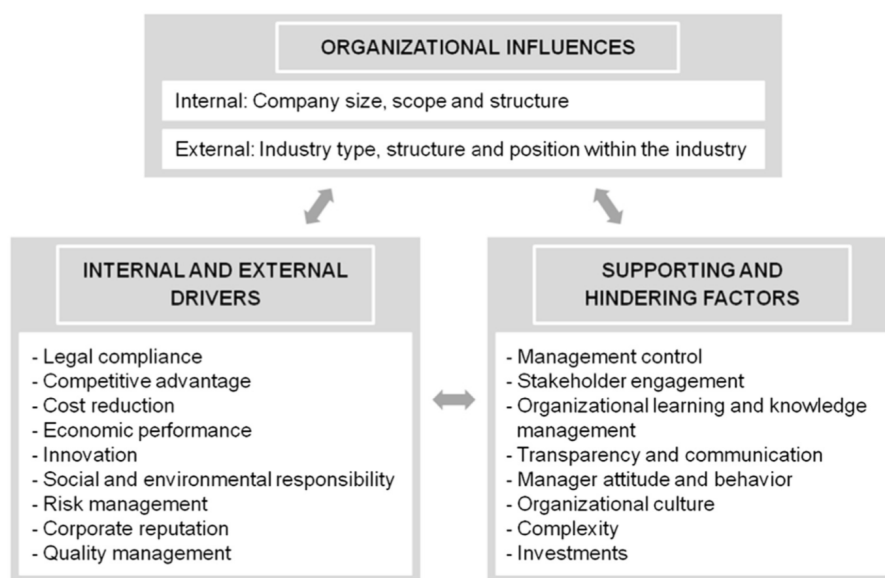 ORGANIZATIONAL INFLUENCES
Internal: Company size, scope and structure
External: Industry type, structure and position within the industry
INTERNAL AND EXTERNAL
DRIVERS
- Legal compliance
- Competitive advantage
- Cost reduction
- Economic performance
- Innovation
- Social and environmental responsibility
- Risk management
- Corporate reputation
- Quality management
SUPPORTING AND
HINDERING FACTORS
- Management control
- Stakeholder engagement
- Organizational learning and knowledge
management
- Transparency and communication
- Manager attitude and behavior
- Organizational culture
- Complexity
- Investments